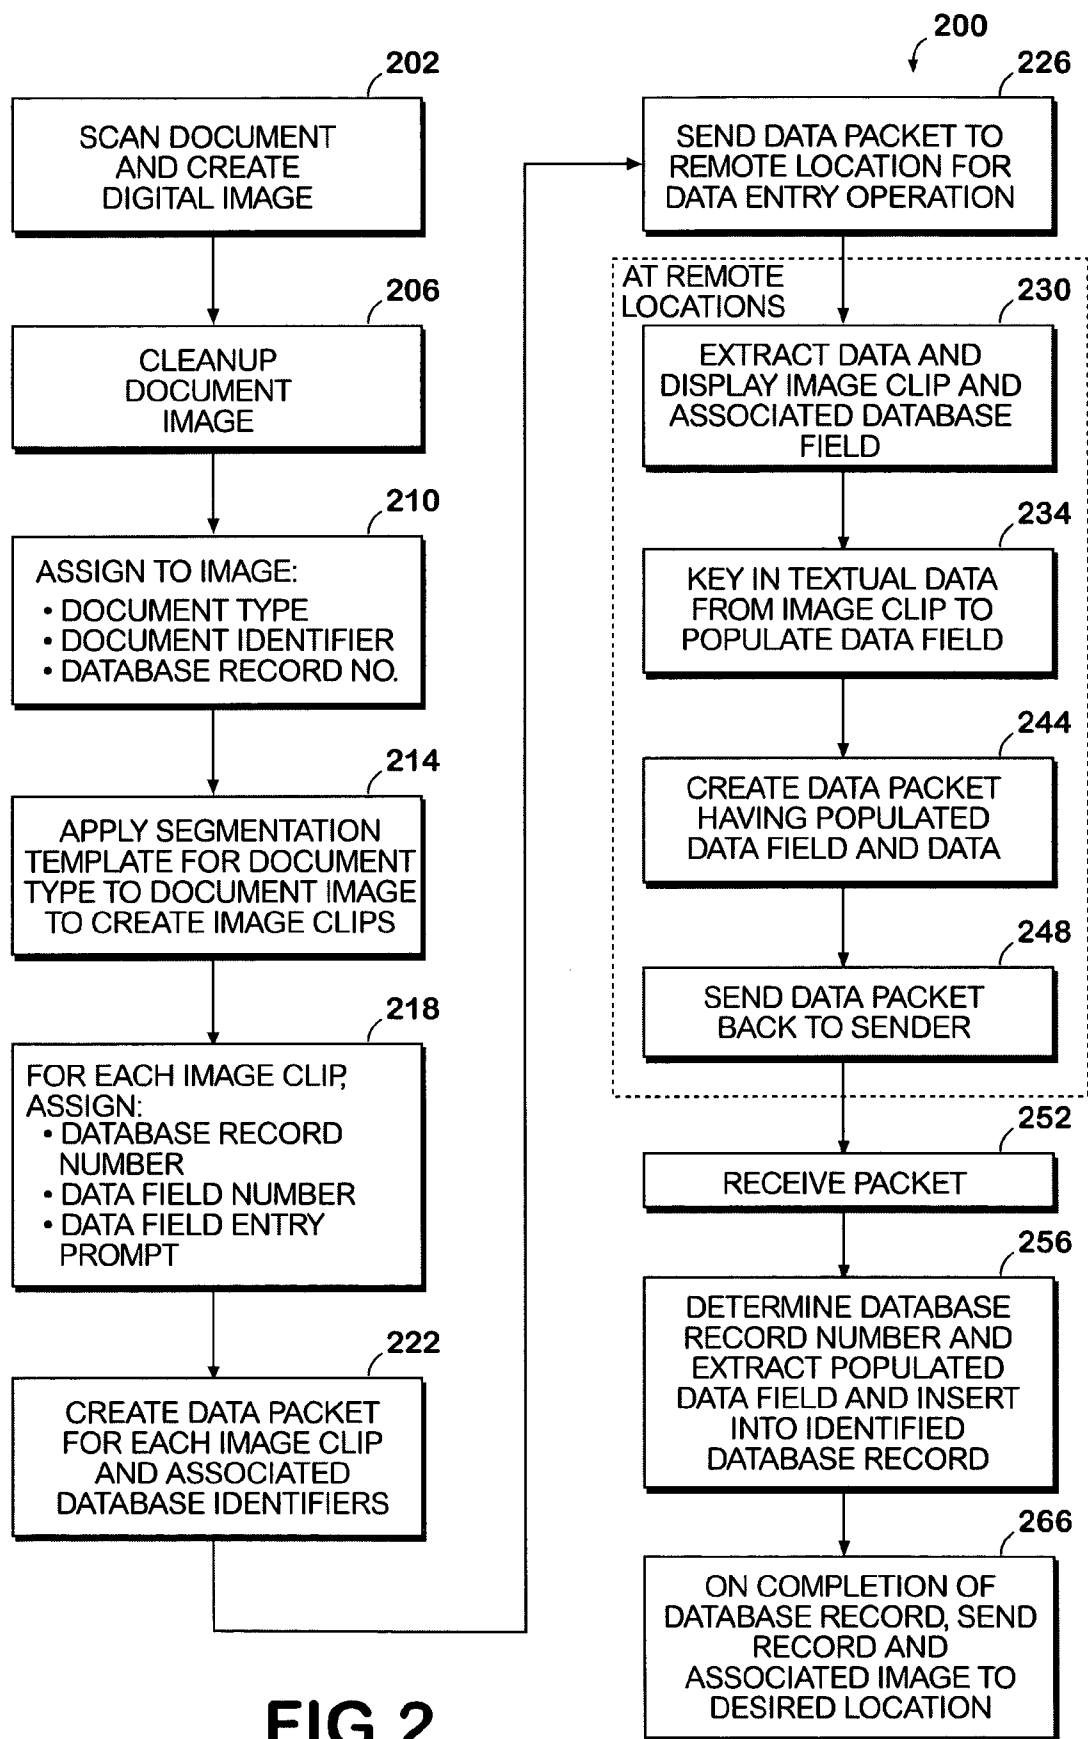 200
202
SCAN DOCUMENT
AND CREATE
DIGITAL IMAGE
206
CLEANUP
DOCUMENT
IMAGE
210
ASSIGN TO IMAGE:
• DOCUMENT TYPE
• DOCUMENT IDENTIFIER
• DATABASE RECORD NO.
214
APPLY SEGMENTATION
TEMPLATE FOR DOCUMENT
TYPE TO DOCUMENT IMAGE
TO CREATE IMAGE CLIPS
218
FOR EACH IMAGE CLIP,
ASSIGN:
• DATABASE RECORD
NUMBER
• DATA FIELD NUMBER
• DATA FIELD ENTRY
PROMPT
222
CREATE DATA PACKET
FOR EACH IMAGE CLIP
AND ASSOCIATED
DATABASE IDENTIFIERS
226
SEND DATA PACKET TO
REMOTE LOCATION FOR
DATA ENTRY OPERATION
AT REMOTE
LOCATIONS
230
EXTRACT DATA AND
DISPLAY IMAGE CLIP AND
ASSOCIATED DATABASE
FIELD
234
KEY IN TEXTUAL DATA
FROM IMAGE CLIP TO
POPULATE DATA FIELD
244
CREATE DATA PACKET
HAVING POPULATED
DATA FIELD AND DATA
248
SEND DATA PACKET
BACK TO SENDER
252
RECEIVE PACKET
256
DETERMINE DATABASE
RECORD NUMBER AND
EXTRACT POPULATED
DATA FIELD AND INSERT
INTO IDENTIFIED
DATABASE RECORD
266
ON COMPLETION OF
DATABASE RECORD, SEND
RECORD AND
ASSOCIATED IMAGE TO
DESIRED LOCATION
FIG 2